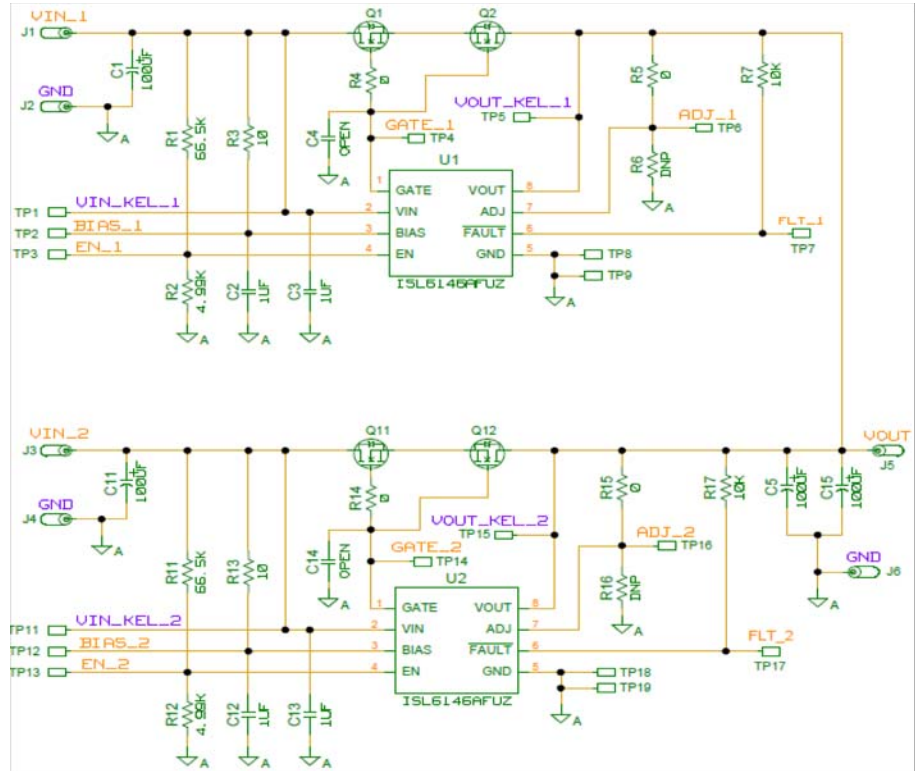 VIN_1
J1
Q1
Q2
C1
100UF
R4
0
R5
0
R7
10K
GND
J2
A
R1
66.5K
R3
10
C4
OPEN
A
VOUT_KEL_1
TP5
GATE_1
TP4
ADJ_1
TP6
R6
DNP
A
U1
1 GATE VOUT 8
TP1 VIN_KEL_1 2 VIN ADJ 7
TP2 BIAS_1 3 BIAS FAULT 6 FLT_1
TP3 EN_1 4 EN GND 5 TP8
TP7
TP9
ISL6146AFUZ
A
R2
4.99K
C2
1UF
C3
1UF
A
A
A
VIN_2
J3
Q11
Q12
VOUT
J5
C11
100UF
R14
0
R15
0
R17
10K
C5
100UF
C15
100UF
GND
J4
A
R11
66.5K
R13
10
C14
OPEN
A
VOUT_KEL_2
TP15
GATE_2
TP14
ADJ_2
TP16
R16
DNP
A
GND
J6
A
U2
1 GATE VOUT 8
TP11 VIN_KEL_2 2 VIN ADJ 7
TP12 BIAS_2 3 BIAS FAULT 6 FLT_2
TP13 EN_2 4 EN GND 5 TP18
TP17
TP19
ISL6146AFUZ
A
R12
4.99K
C12
1UF
C13
1UF
A
A
A